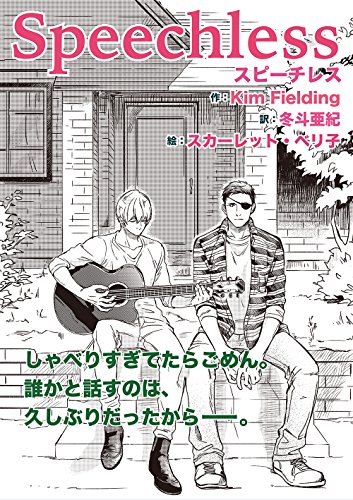 Speechless
スピーチレス
作：Kim Fielding
訳：冬斗亜紀
絵：スカーレット・ベリ子
しゃべりすぎてたらごめん。
誰かと話すのは、
久しぶりだったから――。